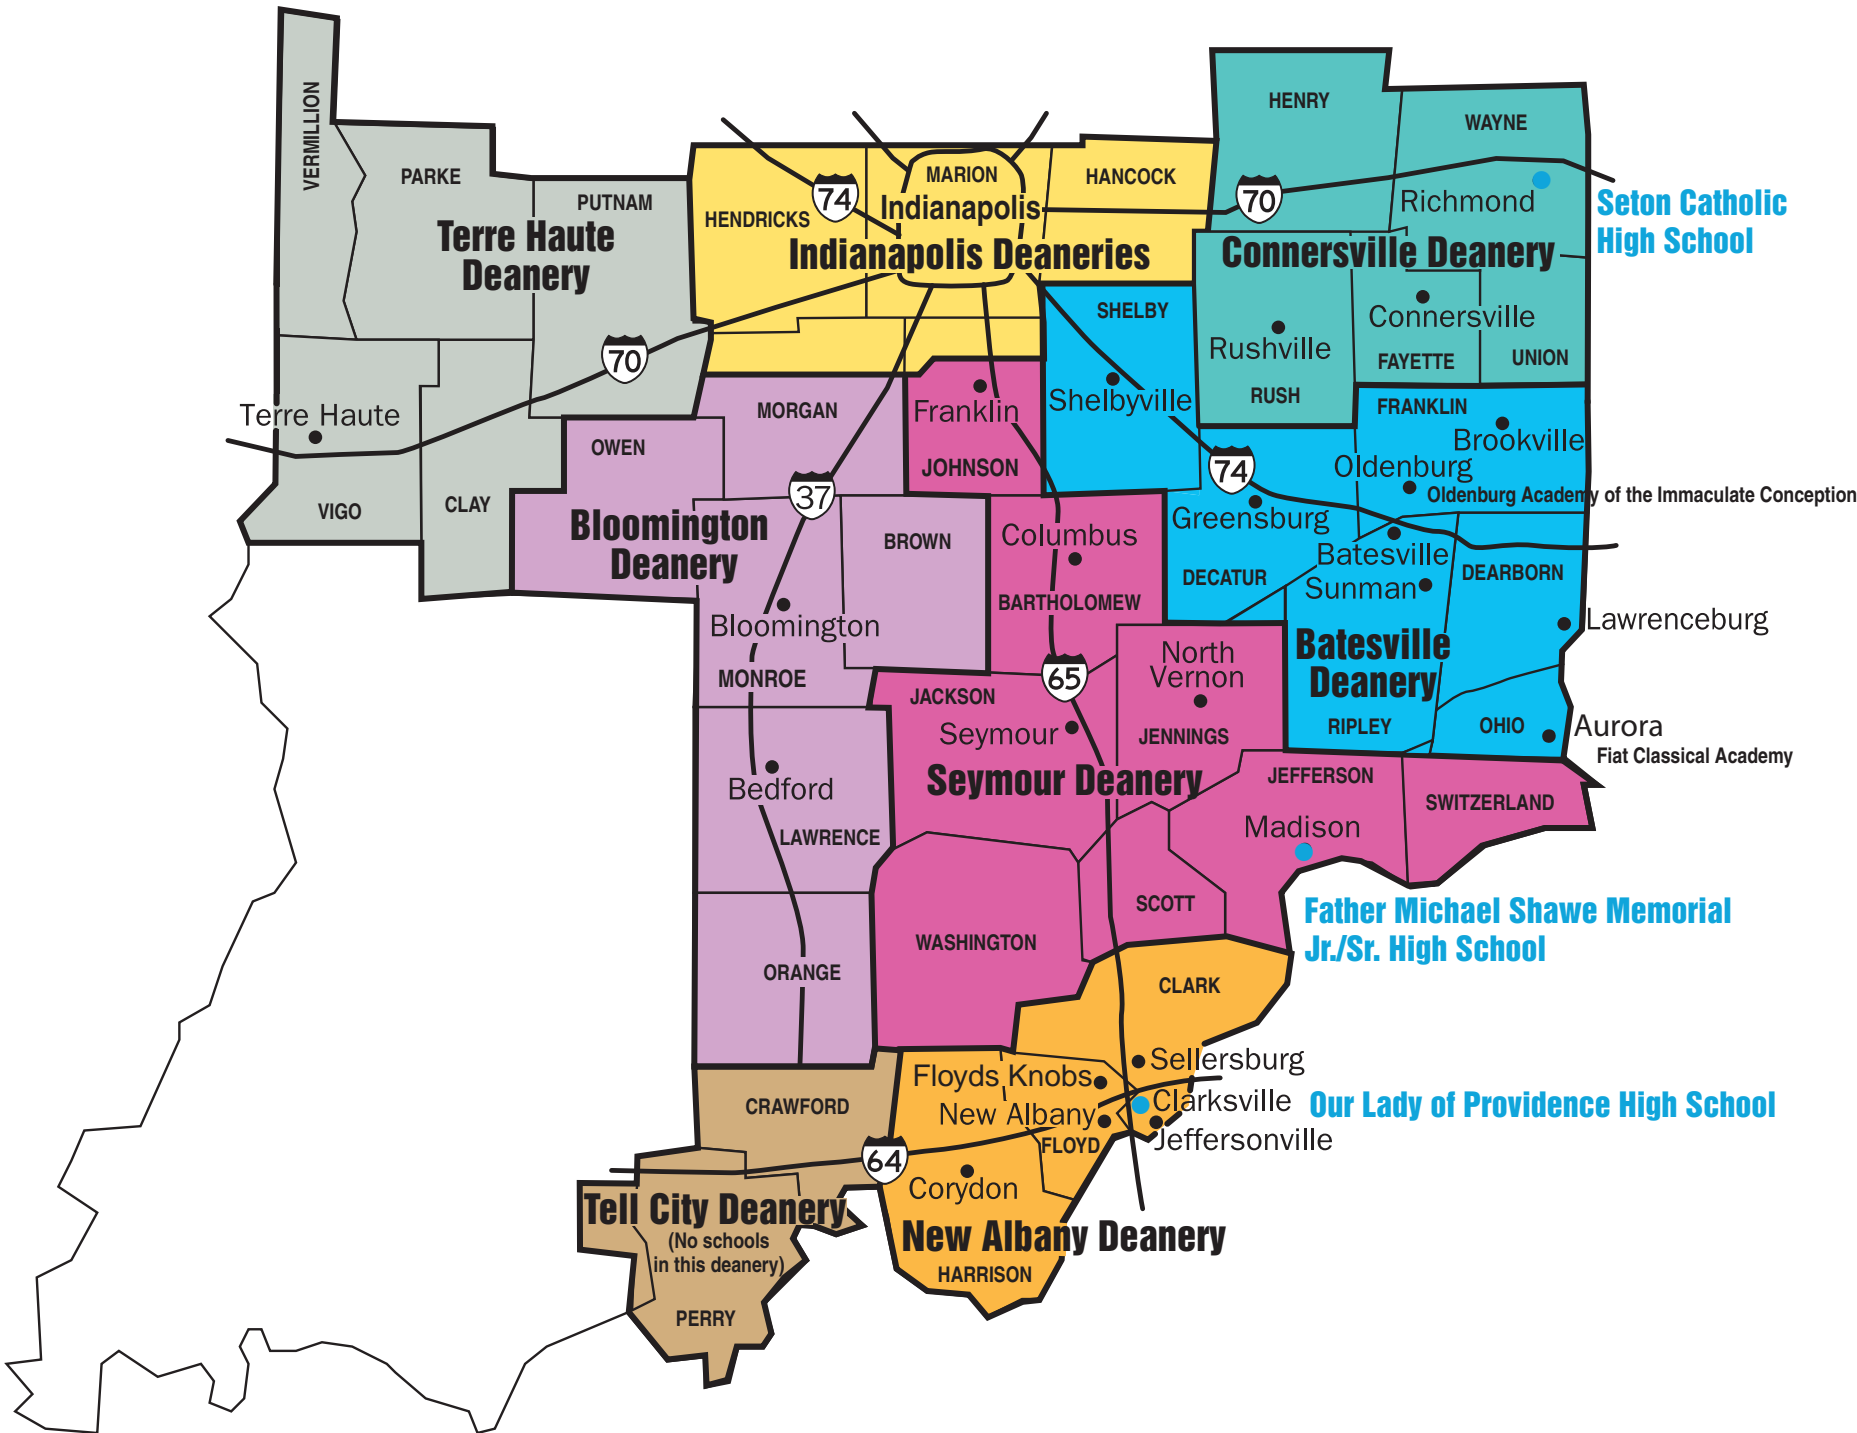 VERMILLION
PARKE
PUTNAM
Terre Haute
Deanery
70
Terre Haute
VIGO
CLAY
HENDRICKS
74
MARION
Indianapolis
HANCOCK
Indianapolis Deaneries
HENRY
WAYNE
70
Richmond
Seton Catholic
High School
Connersville Deanery
Connersville
Rushville
FAYETTE
UNION
RUSH
SHELBY
Shelbyville
FRANKLIN
Brookville
74
Oldenburg
Oldenburg Academy of the Immaculate Conception
Greensburg
Batesville
DECATUR
Sunman
DEARBORN
Lawrenceburg
Batesville
Deanery
RIPLEY
OHIO
Aurora
Fiat Classical Academy
MORGAN
OWEN
37
Bloomington
Deanery
BROWN
Bloomington
MONROE
Bedford
LAWRENCE
ORANGE
Franklin
JOHNSON
Columbus
BARTHOLOMEW
65
North
Vernon
JACKSON
Seymour
JENNINGS
Seymour Deanery
JEFFERSON
SWITZERLAND
Madison
Father Michael Shawe Memorial
Jr./Sr. High School
SCOTT
WASHINGTON
CLARK
Sellersburg
Floyds Knobs
Clarksville
Our Lady of Providence High School
New Albany
Jeffersonville
FLOYD
Corydon
New Albany Deanery
HARRISON
CRAWFORD
64
Tell City Deanery
(No schools
in this deanery)
PERRY